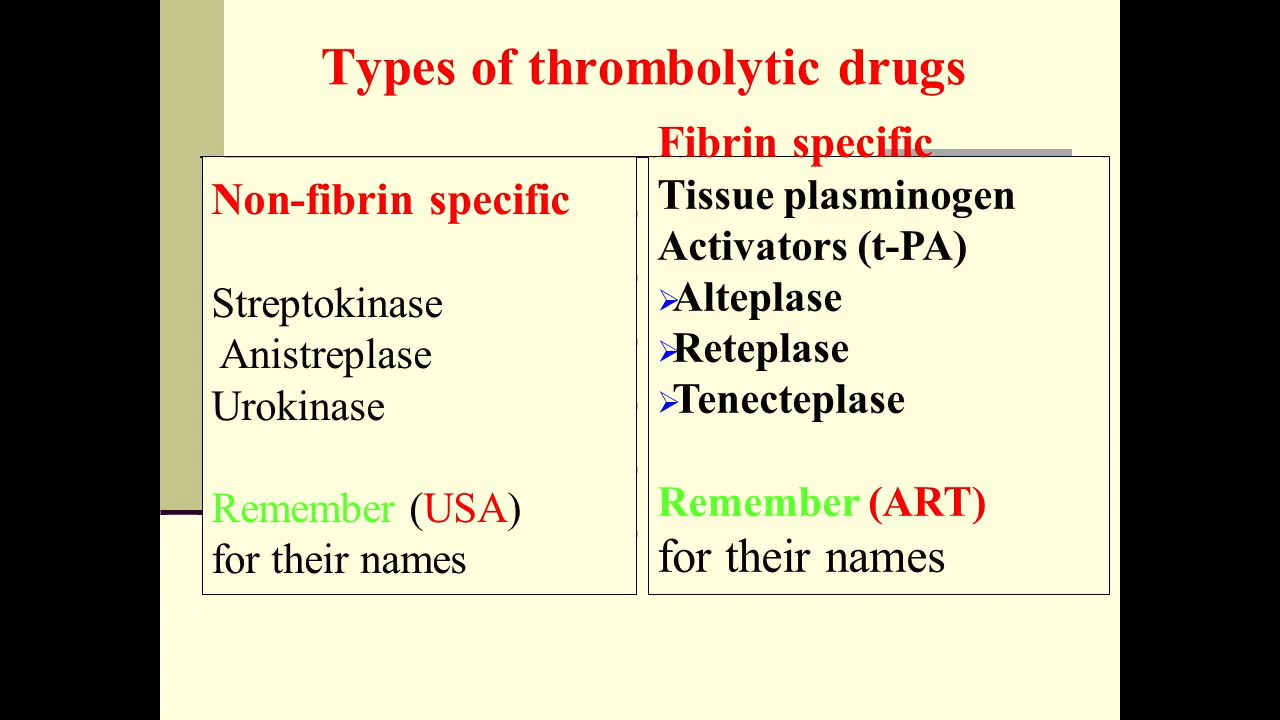 Types of thrombolytic drugs
Non-fibrin specific
Streptokinase
Anistreplase
Urokinase
Remember (USA)
for their names
Fibrin specific
Tissue plasminogen
Activators (t-PA)
Alteplase
Reteplase
Tenecteplase
Remember (ART)
for their names